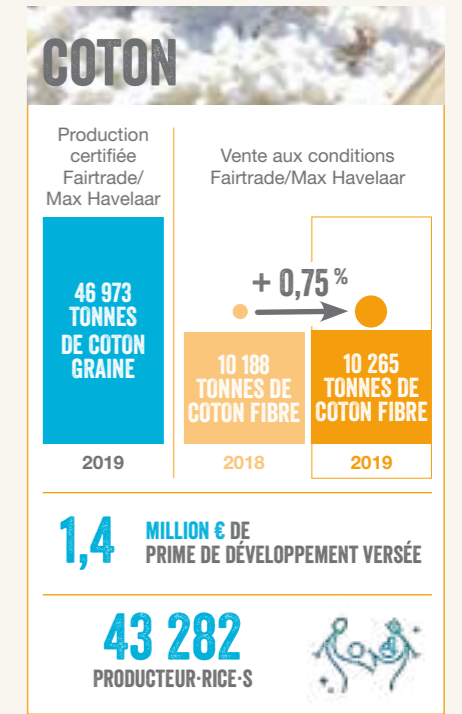 COTON
Production
certifiée
Fairtrade/
Max Havelaar
46 973
TONNES
DE COTON
GRAINE
2019
Vente aux conditions
Fairtrade/Max Havelaar
+ 0,75 %
10 188
TONNES DE
COTON FIBRE
2018
10 265
TONNES DE
COTON FIBRE
2019
1,4
MILLION € DE
PRIME DE DÉVELOPPEMENT VERSÉE
43 282
PRODUCTEUR·RICE·S